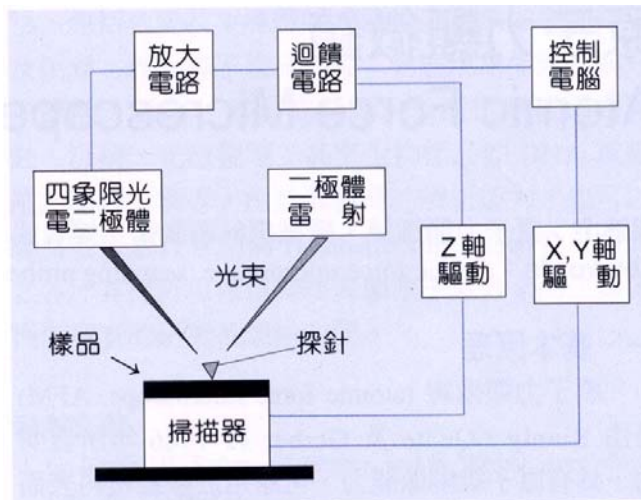 放大
電路
迴饋
電路
控制
電腦
四象限光
電二極體
二極體
雷 射
光束
Z軸
驅動
X,Y軸
驅 動
樣品
探針
掃描器